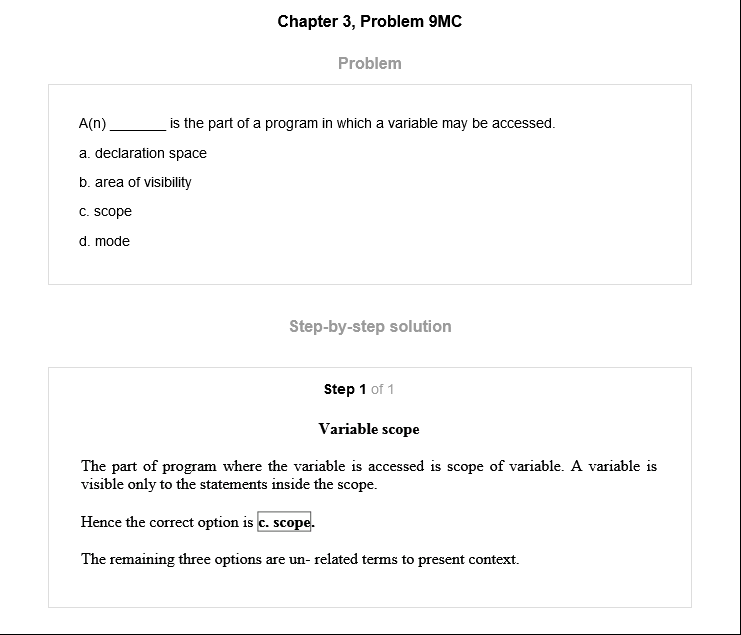 Chapter 3, Problem 9MC
Problem
A(n) _______ is the part of a program in which a variable may be accessed.
a. declaration space
b. area of visibility
c. scope
d. mode
Step-by-step solution
Step 1 of 1
Variable scope
The part of program where the variable is accessed is scope of variable. A variable is
visible only to the statements inside the scope.
Hence the correct option is c. scope.
The remaining three options are un- related terms to present context.